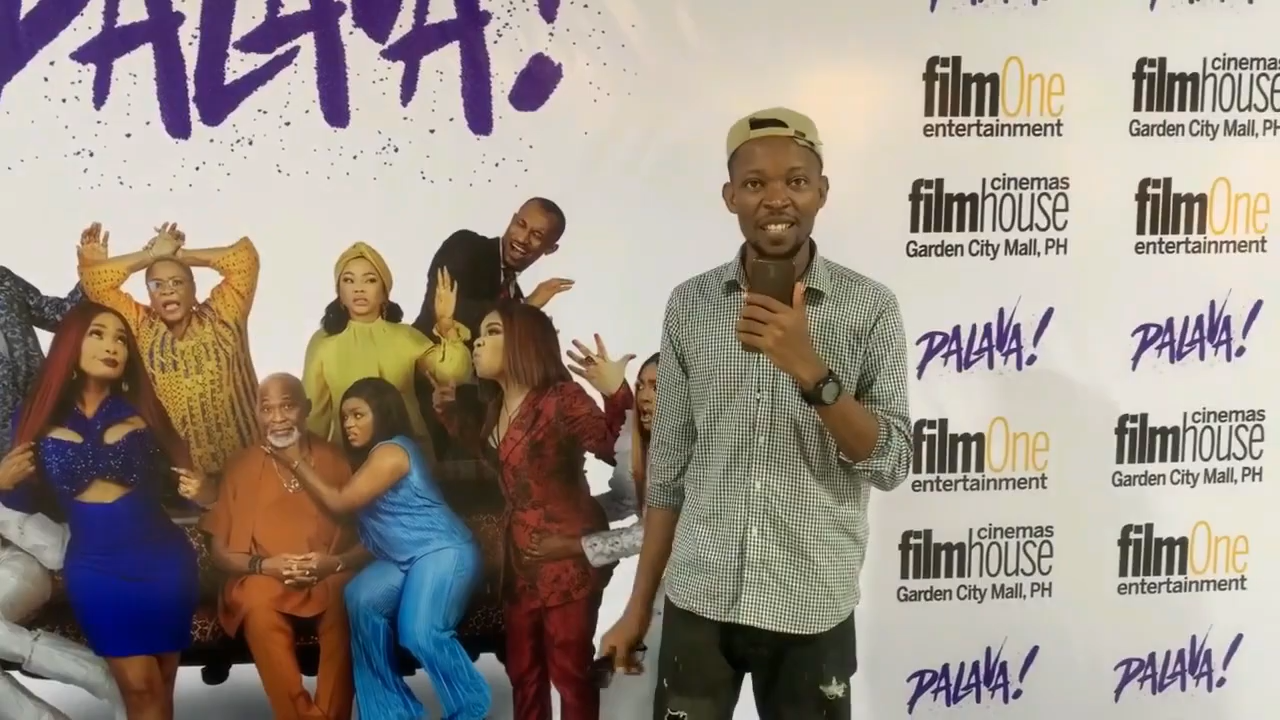 PALAVA!
filmOne
entertainment
cinemas
filmhouse
Garden City Mall, PH
cinemas
filmhouse
Garden City Mall, PH
filmOne
entertainment
PALAVA!
PALAVA!
filmOne
entertainment
cinemas
filmhouse
Garden City Mall, PH
cinemas
filmhouse
Garden City Mall, PH
filmOne
entertainment
PALAVA!
PALAVA!